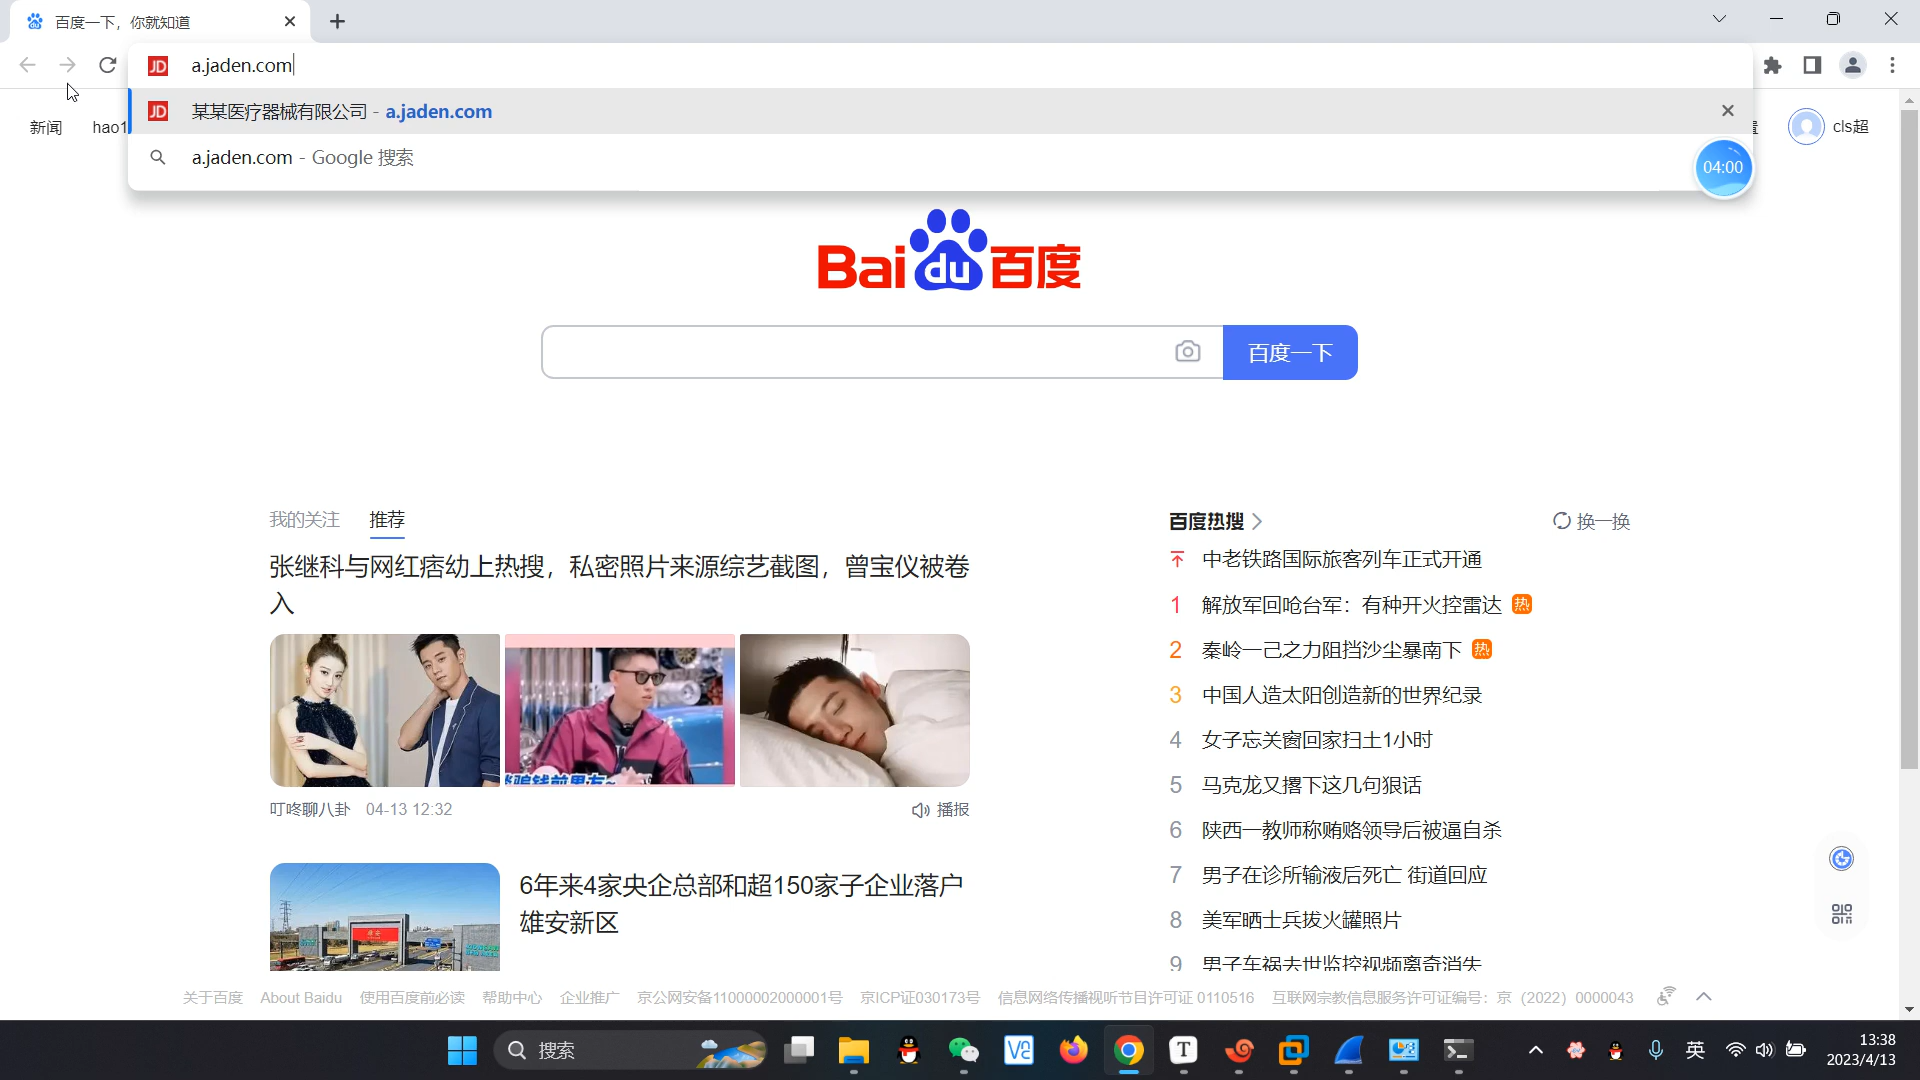 百度一下，你就知道
JD a.jaden.com
JD 某某医疗器械有限公司 - a.jaden.com
a.jaden.com - Google 搜索
04:00
新闻 hao1
cls超
Bai du 百度
百度一下
我的关注 推荐
张继科与网红痞幼上热搜，私密照片来源综艺截图，曾宝仪被卷
入
叮咚聊八卦 04-13 12:32
播报
6年来4家央企总部和超150家子企业落户
雄安新区
百度热搜
换一换
中老铁路国际旅客列车正式开通
1 解放军回呛台军：有种开火控雷达 热
2 秦岭一己之力阻挡沙尘暴南下 热
3 中国人造太阳创造新的世界纪录
4 女子忘关窗回家扫土1小时
5 马克龙又撂下这几句狠话
6 陕西一教师称贿赂领导后被逼自杀
7 男子在诊所输液后死亡 街道回应
8 美军晒士兵拔火罐照片
9 男子车祸去世监控视频离奇消失
关于百度 About Baidu 使用百度前必读 帮助中心 企业推广 京公网安备11000002000001号 京ICP证030173号 信息网络传播视听节目许可证 0110516 互联网宗教信息服务许可证编号：京（2022）0000043
搜索
英
13:38
2023/4/13